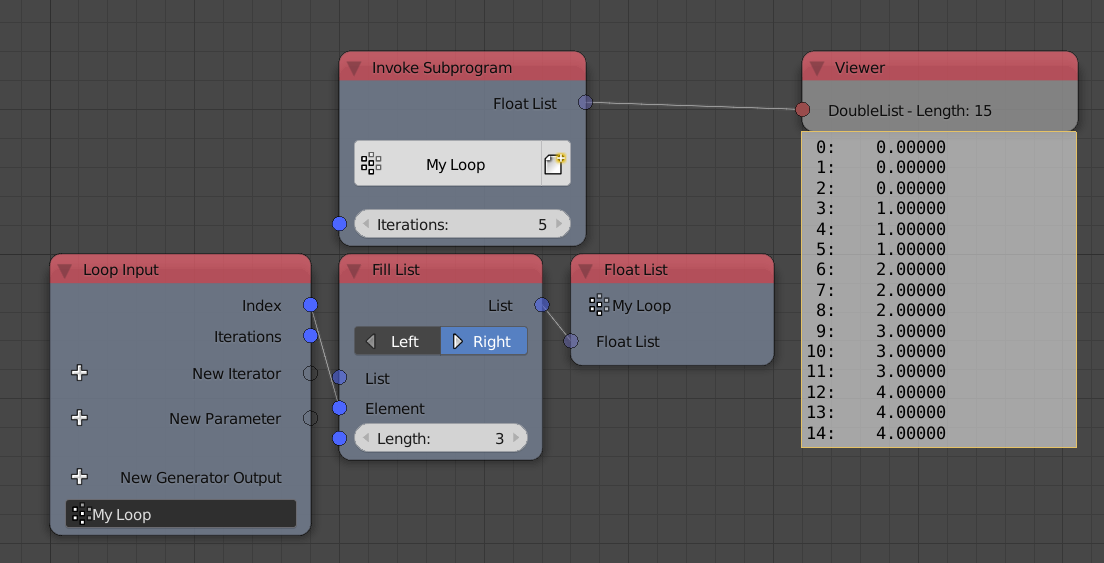 Invoke Subprogram
Float List
My Loop
Iterations: 5
Viewer
DoubleList - Length: 15
0: 0.00000
1: 0.00000
2: 0.00000
3: 1.00000
4: 1.00000
5: 1.00000
6: 2.00000
7: 2.00000
8: 2.00000
9: 3.00000
10: 3.00000
11: 3.00000
12: 4.00000
13: 4.00000
14: 4.00000
Loop Input
Index
Iterations
New Iterator
New Parameter
New Generator Output
My Loop
Fill List
List
Left Right
List
Element
Length: 3
Float List
My Loop
Float List